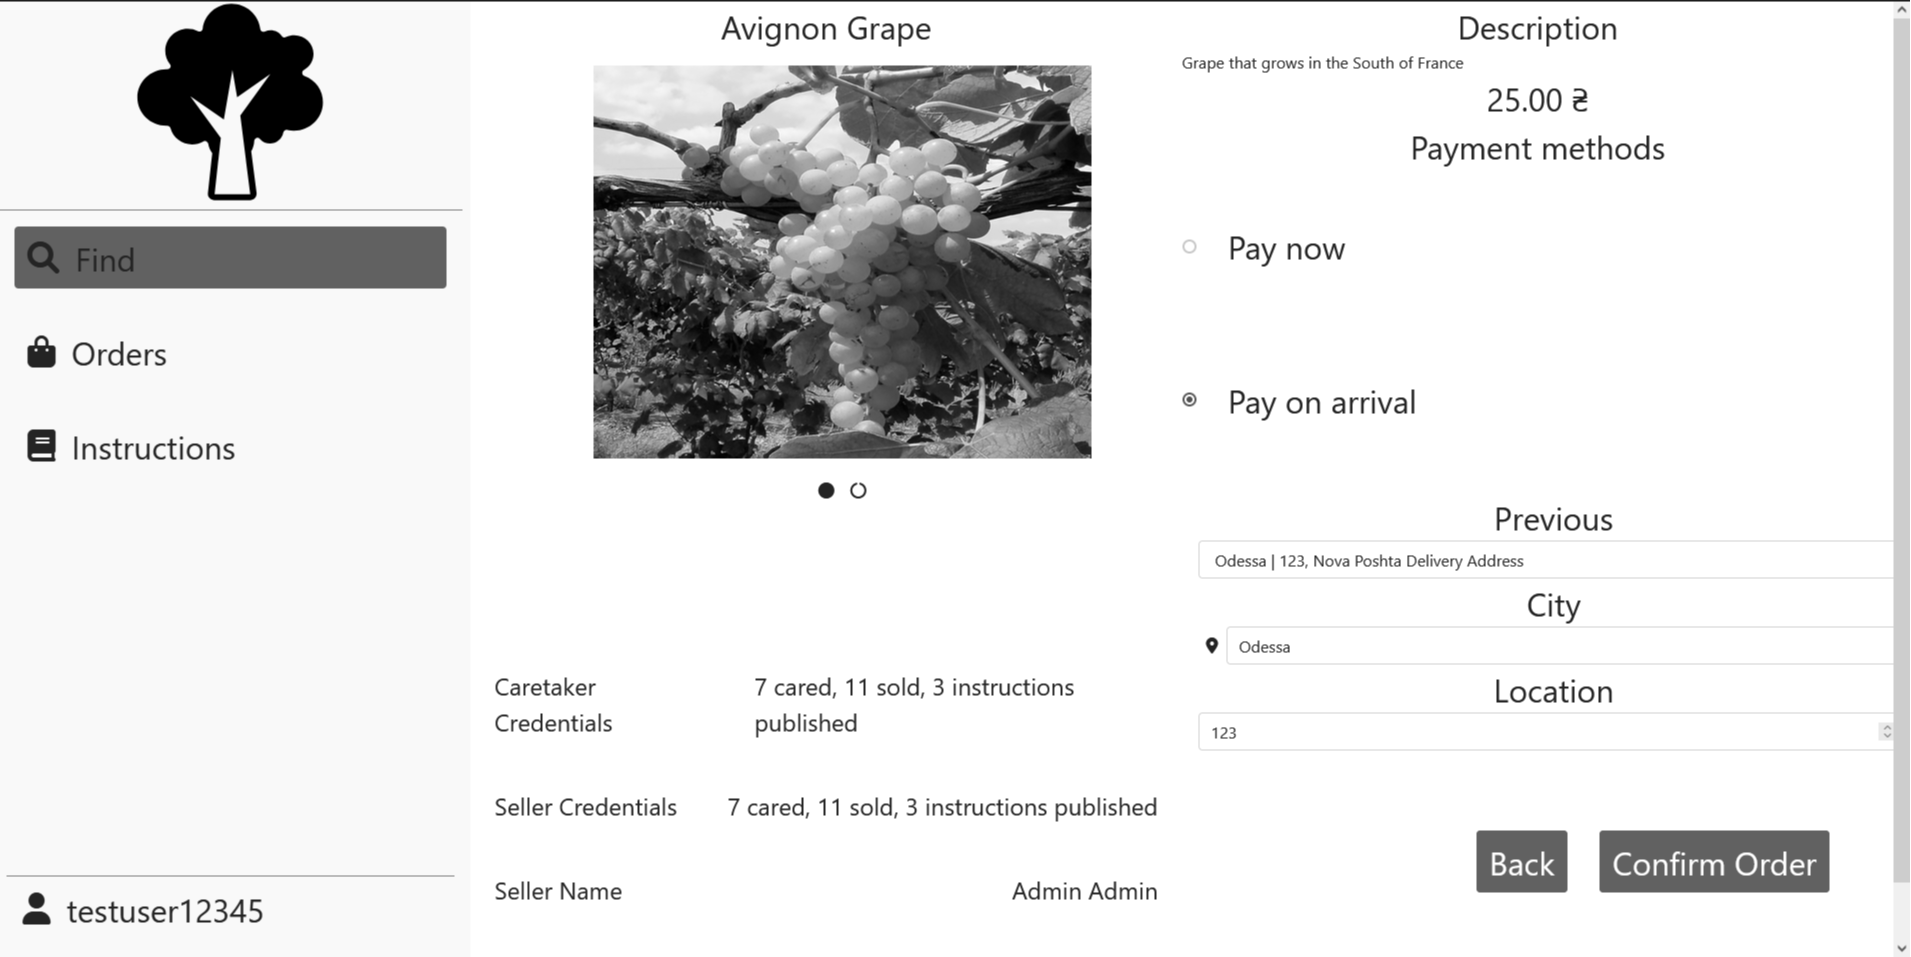 Find
Orders
Instructions
testuser12345
Avignon Grape
Caretaker Credentials
7 cared, 11 sold, 3 instructions published
Seller Credentials
7 cared, 11 sold, 3 instructions published
Seller Name
Admin Admin
Description
Grape that grows in the South of France
25.00 ₴
Payment methods
Pay now
Pay on arrival
Previous
Odessa | 123, Nova Poshta Delivery Address
City
Odessa
Location
123
Back
Confirm Order